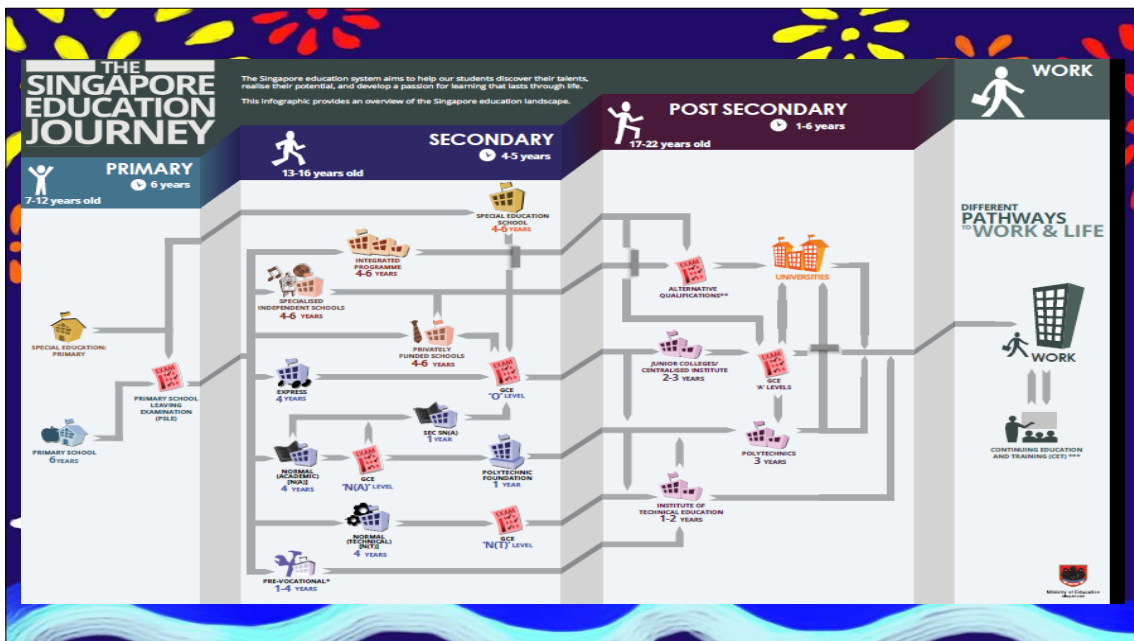 THE
SINGAPORE
EDUCATION
JOURNEY
The Singapore education system aims to help our students discover their talents,
realise their potential, and develop a passion for learning that lasts through life.
This infographic provides an overview of the Singapore education landscape.
PRIMARY
6 years
7-12 years old
SECONDARY
4-5 years
13-16 years old
POST SECONDARY
1-6 years
17-22 years old
WORK
SPECIAL EDUCATION:
PRIMARY
PRIMARY SCHOOL
6 YEARS
EXAM
PRIMARY SCHOOL
LEAVING
EXAMINATION
(PSLE)
SPECIAL EDUCATION
SCHOOL
4-6 YEARS
INTEGRATED
PROGRAMME
4-6 YEARS
SPECIALISED
INDEPENDENT SCHOOLS
4-6 YEARS
PRIVATELY
FUNDED SCHOOLS
4-6 YEARS
EXPRESS
4 YEARS
EXAM
GCE
"O" LEVEL
SEC 5N(A)
1 YEAR
NORMAL
(ACADEMIC)
[N(A)]
4 YEARS
EXAM
GCE
"N(A)" LEVEL
POLYTECHNIC
FOUNDATION
1 YEAR
NORMAL
(TECHNICAL)
[N(T)]
4 YEARS
EXAM
GCE
"N(T)" LEVEL
PRE-VOCATIONAL*
1-4 YEARS
EXAM
ALTERNATIVE
QUALIFICATIONS**
UNIVERSITIES
JUNIOR COLLEGES/
CENTRALISED INSTITUTE
2-3 YEARS
EXAM
GCE
'A' LEVELS
POLYTECHNICS
3 YEARS
INSTITUTE OF
TECHNICAL EDUCATION
1-2 YEARS
DIFFERENT
PATHWAYS
TO WORK & LIFE
WORK
CONTINUING EDUCATION
AND TRAINING (CET) ***
Ministry of Education
SINGAPORE